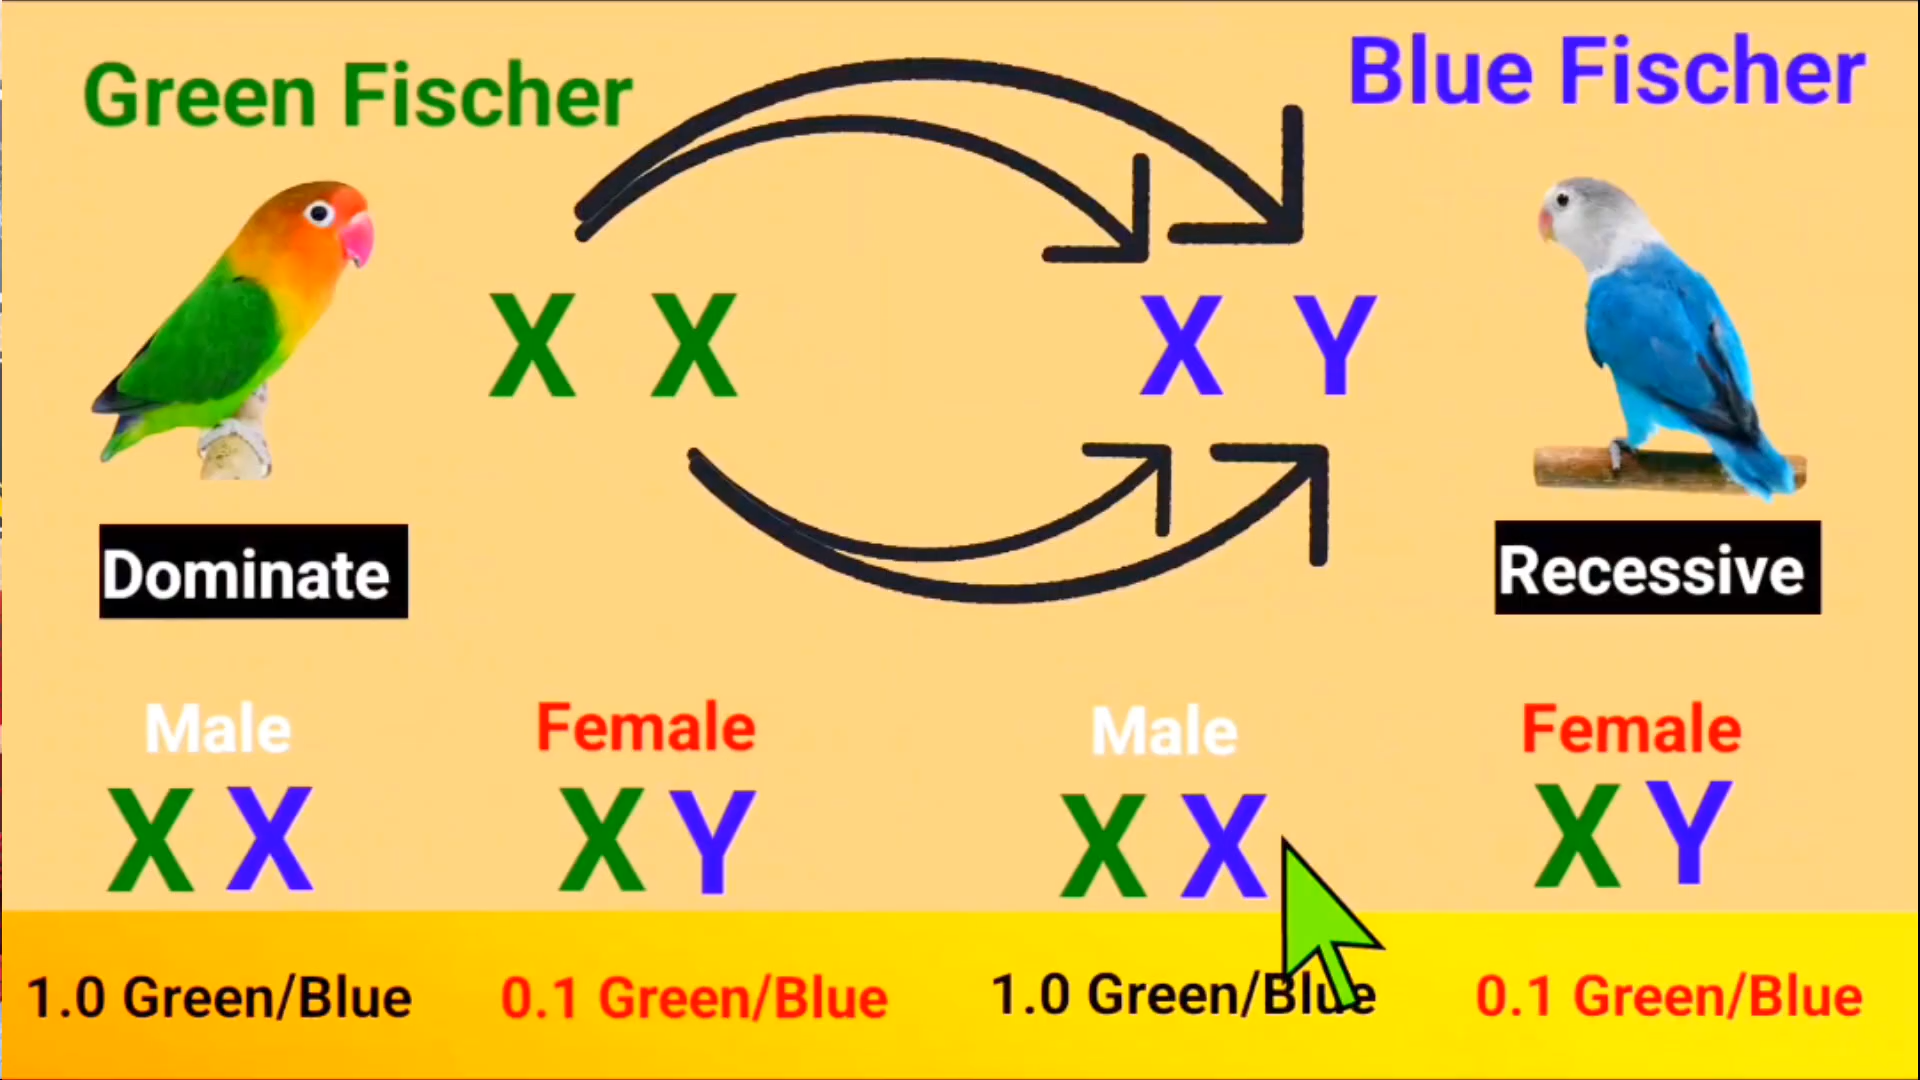 Green Fischer
Blue Fischer
X X
X Y
Dominate
Recessive
Male
Female
Male
Female
X X
X Y
X X
X Y
1.0 Green/Blue
0.1 Green/Blue
1.0 Green/Blue
0.1 Green/Blue